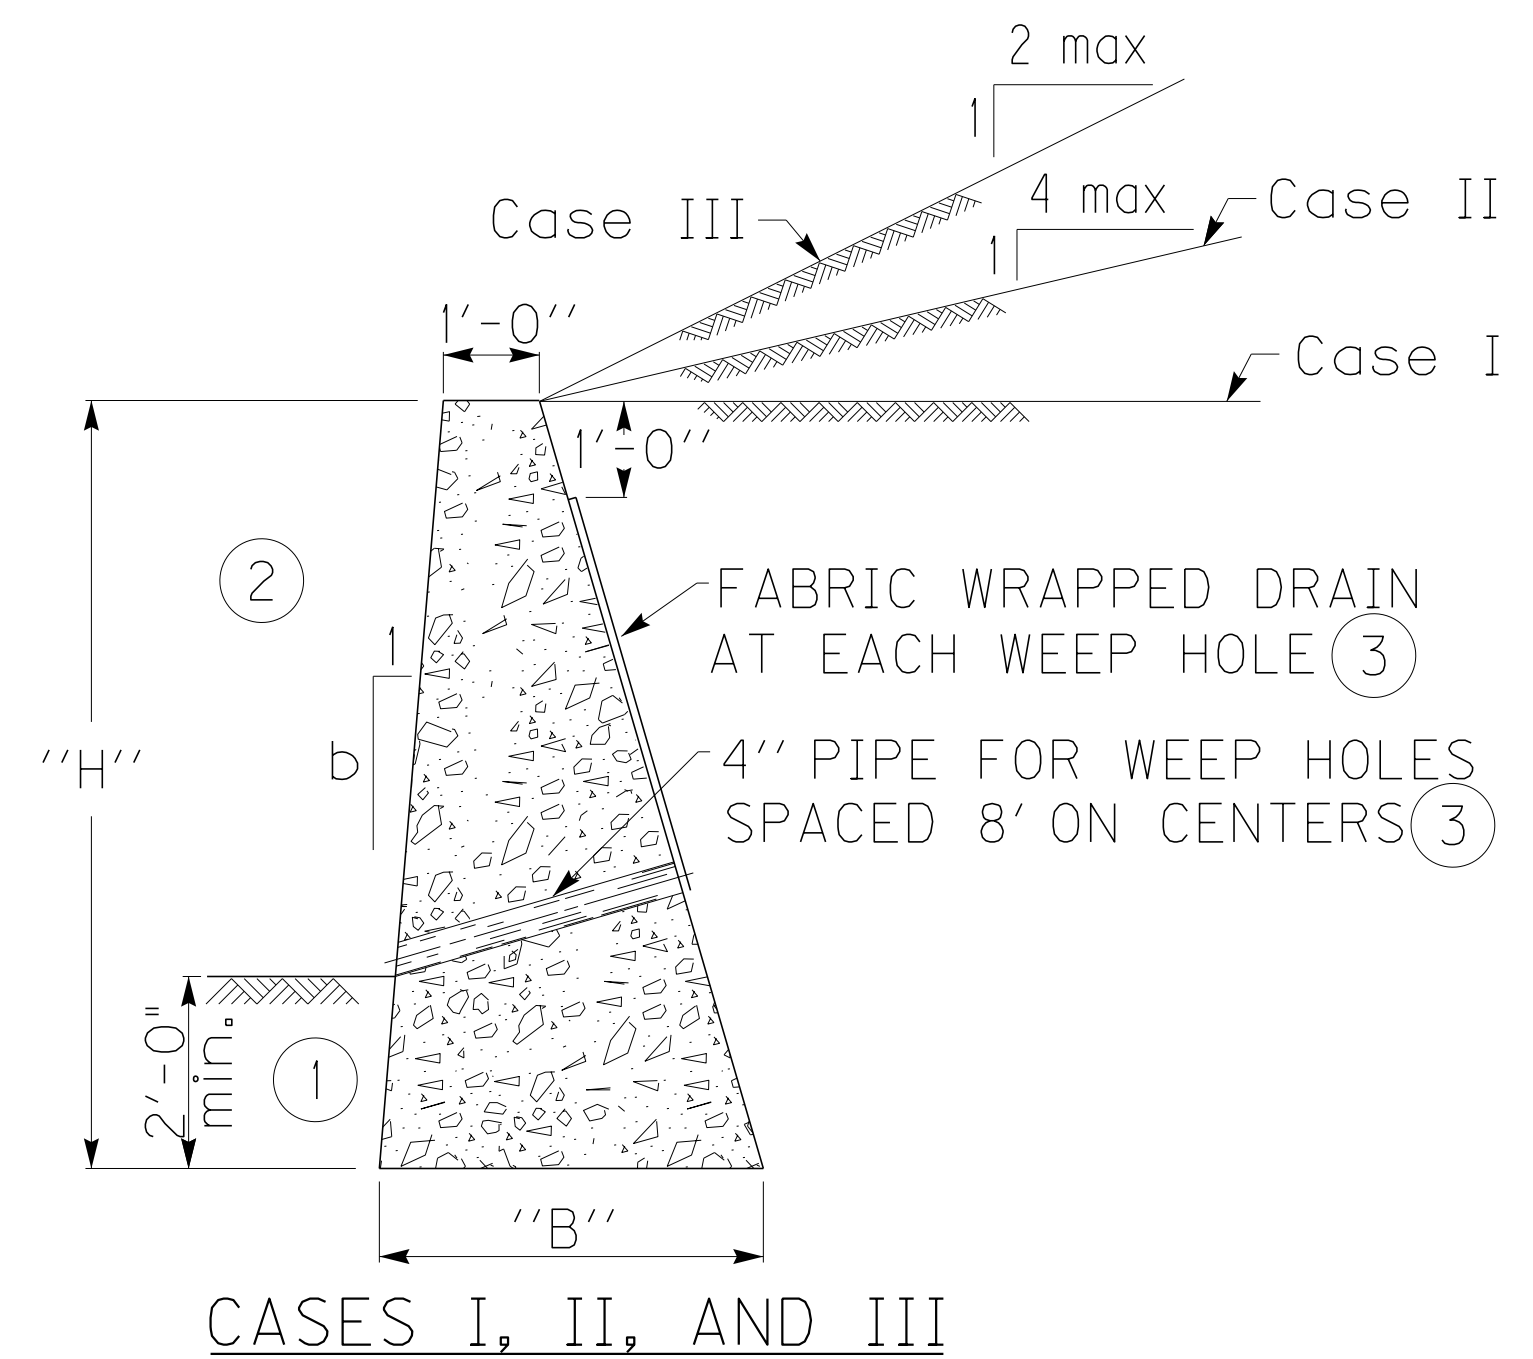 2 max
1
4 max
Case II
Case III
1
1'-0''
Case I
1'-0''
2
FABRIC WRAPPED DRAIN
AT EACH WEEP HOLE 3
1
b
''H''
4'' PIPE FOR WEEP HOLES
SPACED 8' ON CENTERS 3
2'-0"
min.
1
''B''
CASES I, II, AND III